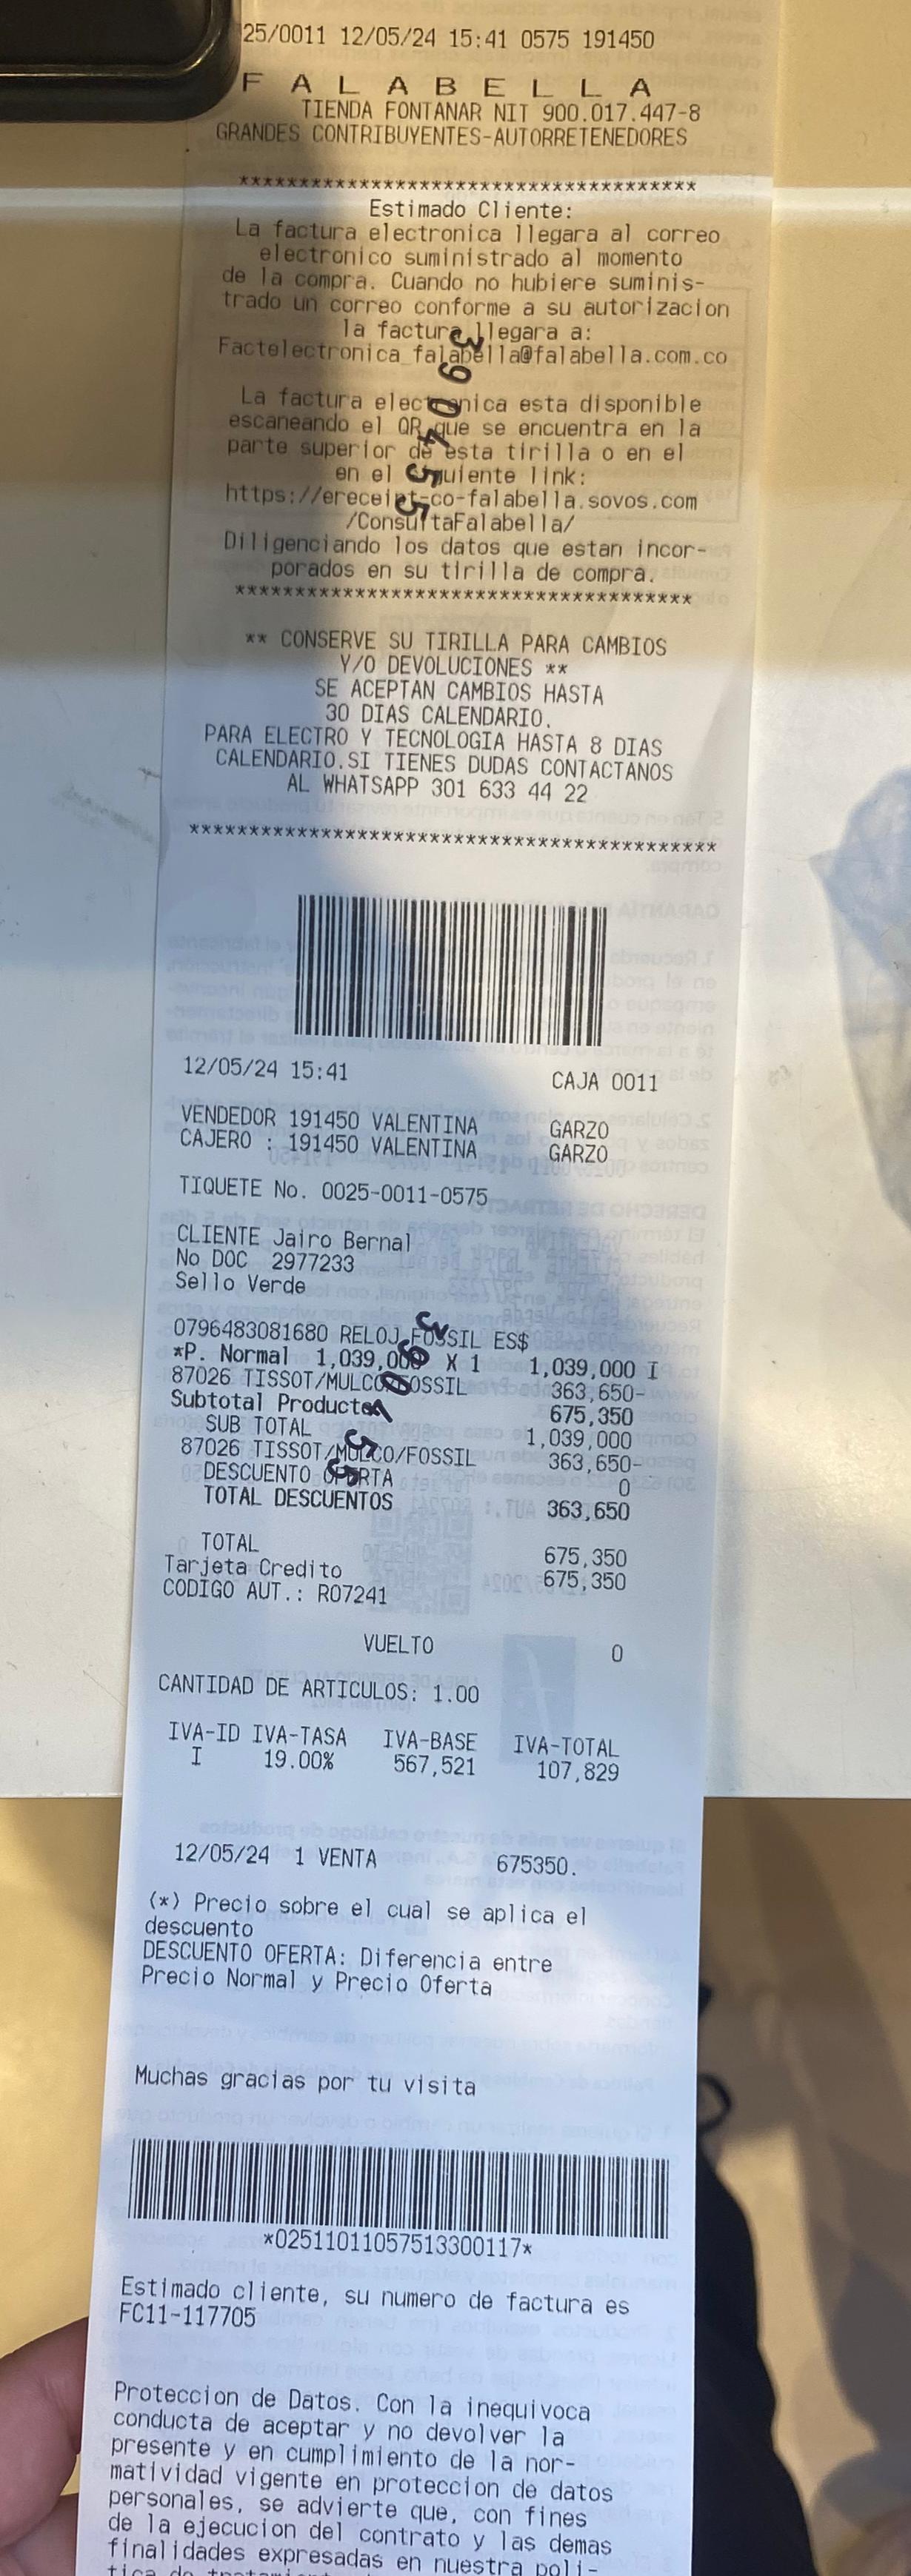 25/0011 12/05/24 15:41 0575 191450
FALABELLA
TIENDA FONTANAR NIT 900.017.447-8
GRANDES CONTRIBUYENTES-AUTORRETENEDORES
**************************************
Estimado Cliente:
La factura electronica llegara al correo
electronico suministrado al momento
de la compra. Cuando no hubiere suminis-
trado un correo conforme a su autorizacion
la factura llegara a:
Factelectronica_falabella@falabella.com.co
La factura electronica esta disponible
escaneando el QR que se encuentra en la
parte superior de esta tirilla o en el
en el siguiente link:
https://ereceipt-co-falabella.sovos.com
/ConsultaFalabella/
Diligenciando los datos que estan incor-
porados en su tirilla de compra.
**************************************
390455
** CONSERVE SU TIRILLA PARA CAMBIOS
Y/O DEVOLUCIONES **
SE ACEPTAN CAMBIOS HASTA
30 DIAS CALENDARIO.
PARA ELECTRO Y TECNOLOGIA HASTA 8 DIAS
CALENDARIO.SI TIENES DUDAS CONTACTANOS
AL WHATSAPP 301 633 44 22
********************************************
12/05/24 15:41 CAJA 0011
VENDEDOR 191450 VALENTINA GARZO
CAJERO : 191450 VALENTINA GARZO
TIQUETE No. 0025-0011-0575
CLIENTE Jairo Bernal
No DOC 2977233
Sello Verde
0796483081680 RELOJ FOSSIL ES$
*P. Normal 1,039,000 X 1 1,039,000 I
87026 TISSOT/MULCO/FOSSIL 363,650-
Subtotal Producto 675,350
SUB TOTAL 1,039,000
87026 TISSOT/MULCO/FOSSIL 363,650-
DESCUENTO OFERTA 0
TOTAL DESCUENTOS 363,650
TOTAL 675,350
Tarjeta Credito 675,350
CODIGO AUT.: R07241
VUELTO 0
CANTIDAD DE ARTICULOS: 1.00
IVA-ID IVA-TASA IVA-BASE IVA-TOTAL
I 19.00% 567,521 107,829
12/05/24 1 VENTA 675350.
(*) Precio sobre el cual se aplica el
descuento
DESCUENTO OFERTA: Diferencia entre
Precio Normal y Precio Oferta
Muchas gracias por tu visita
*02511011057513300117*
Estimado cliente, su numero de factura es
FC11-117705
Proteccion de Datos. Con la inequivoca
conducta de aceptar y no devolver la
presente y en cumplimiento de la nor-
matividad vigente en proteccion de datos
personales, se advierte que, con fines
de la ejecucion del contrato y las demas
finalidades expresadas en nuestra poli-